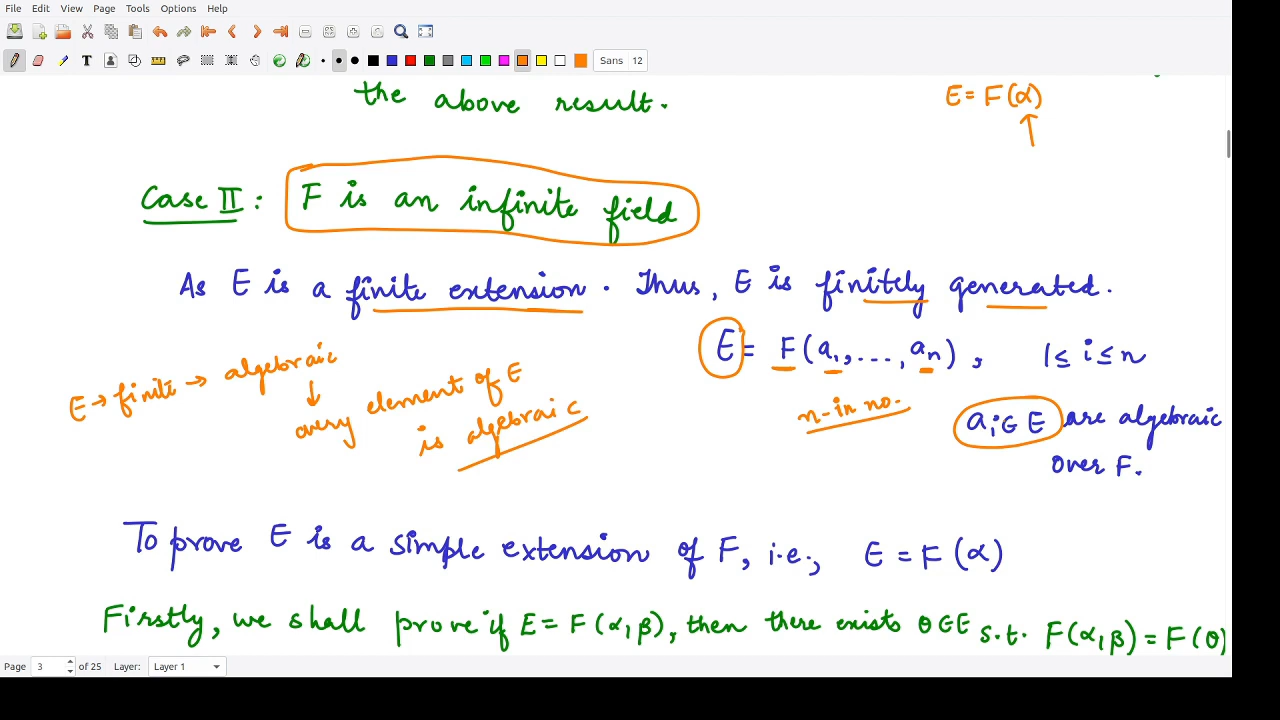 File Edit View Page Tools Options Help
T Sans 12
the above result.
E = F(α)
↑
Case II : F is an infinite field
As E is a finite extension. Thus, E is finitely generated.
E = F(a₁, ..., aₙ), 1 ≤ i ≤ n
E → finite → algebraic
↓
every element of E
is algebraic
n-in no.
aᵢ ∈ E are algebraic
over F.
To prove E is a simple extension of F, i.e., E = F(α)
Firstly, we shall prove if E = F(α, β), then there exists θ ∈ E s.t. F(α, β) = F(θ)
Page 3 of 25 Layer: Layer 1